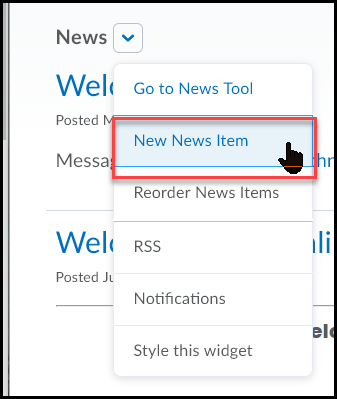 News
Welc
Go to News Tool
Posted M
New News Item
Messag
Reorder News Items
Welc
Posted Ju
RSS
Notifications
Style this widget